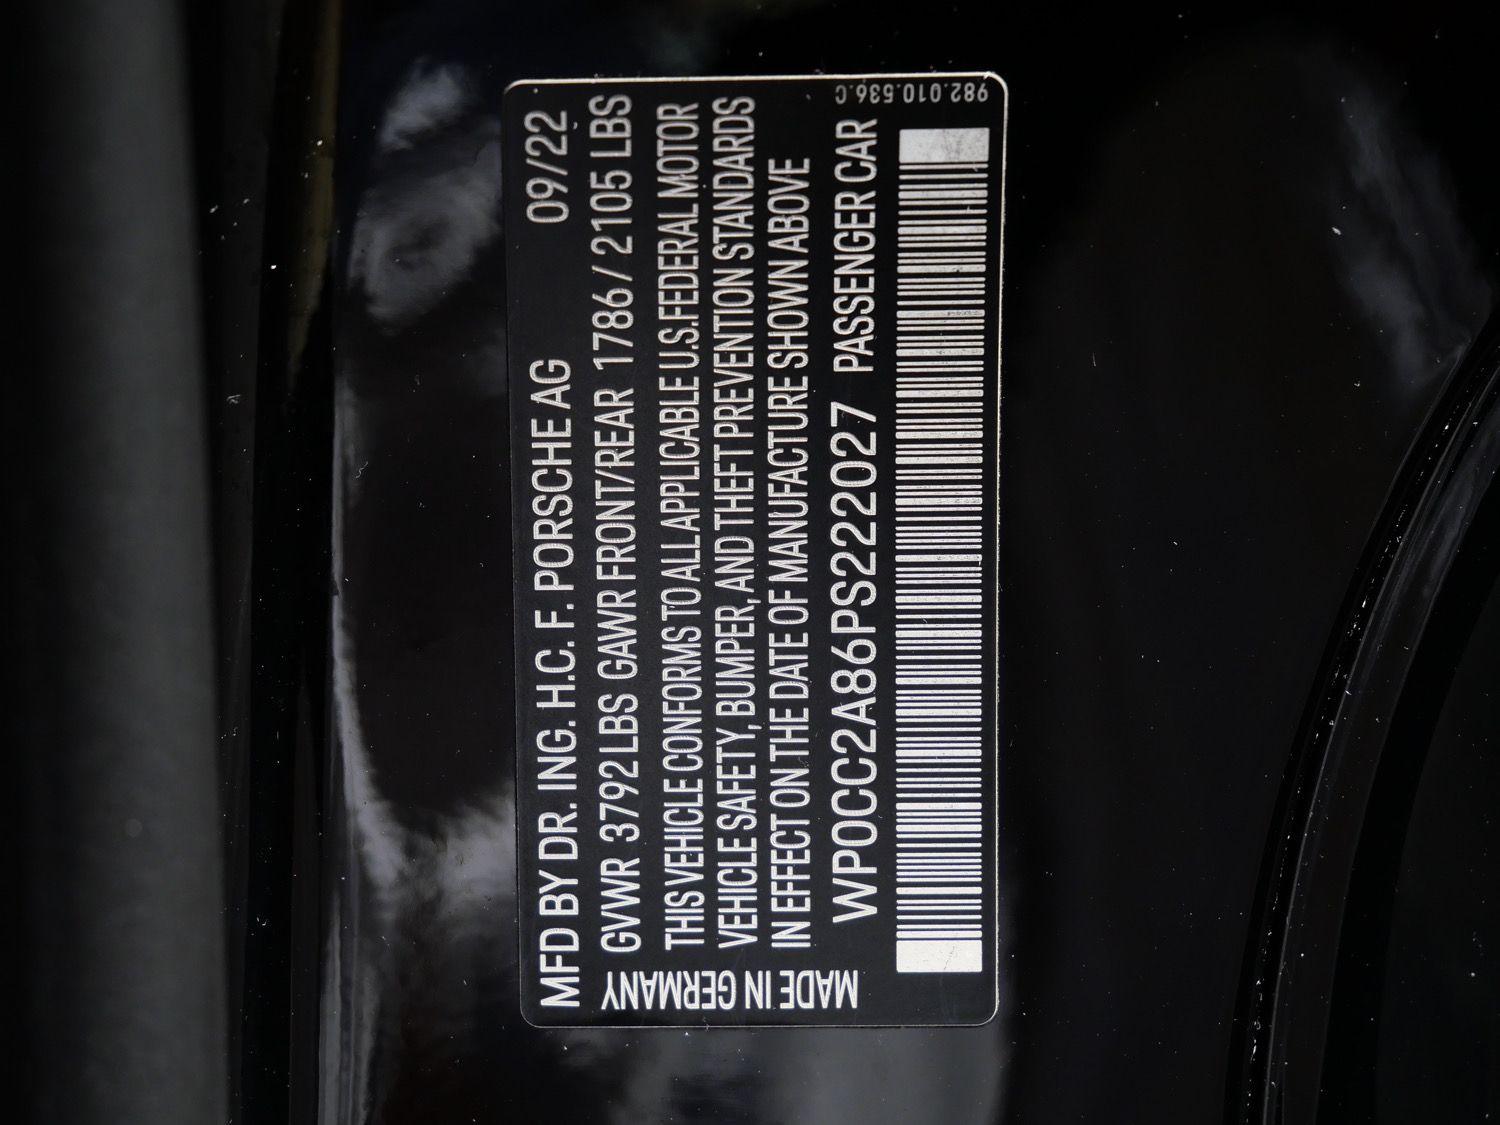 MFD BY DR. ING. H.C. F. PORSCHE AG 09/22
GVWR 3792 LBS GAWR FRONT/REAR 1786 / 2105 LBS
THIS VEHICLE CONFORMS TO ALL APPLICABLE U.S. FEDERAL MOTOR
VEHICLE SAFETY, BUMPER, AND THEFT PREVENTION STANDARDS
IN EFFECT ON THE DATE OF MANUFACTURE SHOWN ABOVE
WP0CC2A86PS222027 PASSENGER CAR
MADE IN GERMANY
982.010.536.C